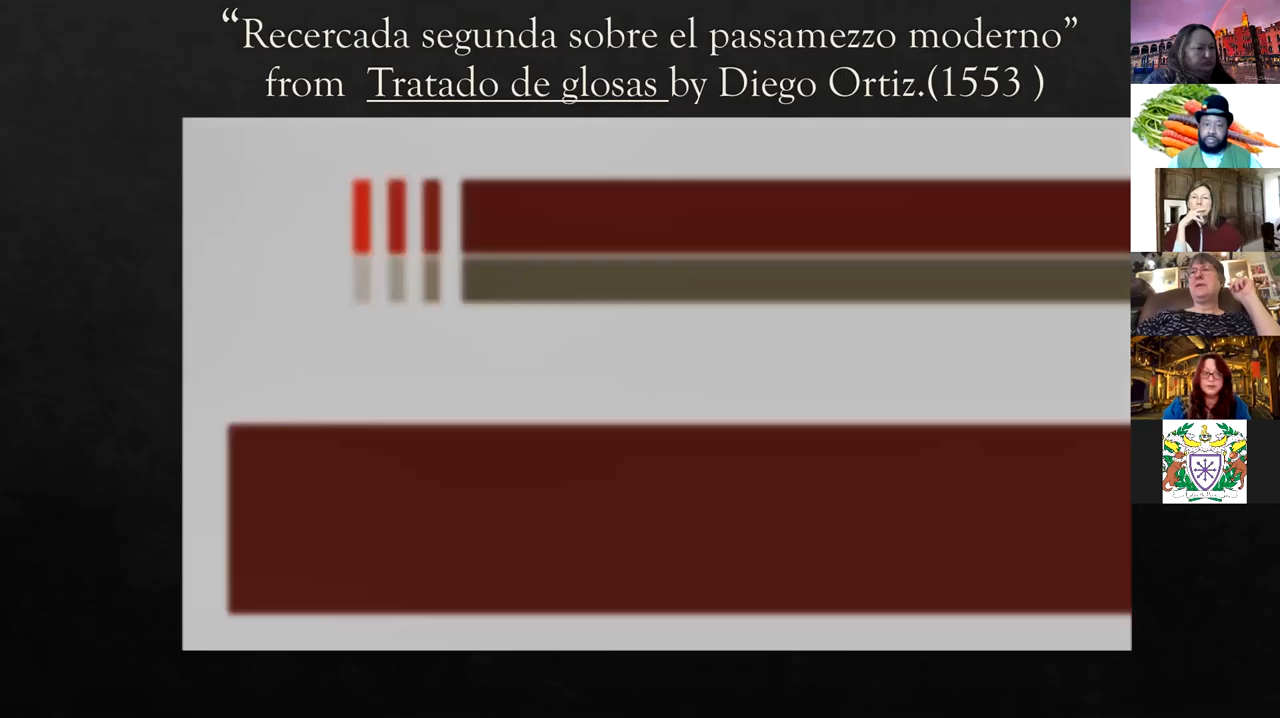 “Recercada segunda sobre el passamezzo moderno”
from Tratado de glosas by Diego Ortiz.(1553 )